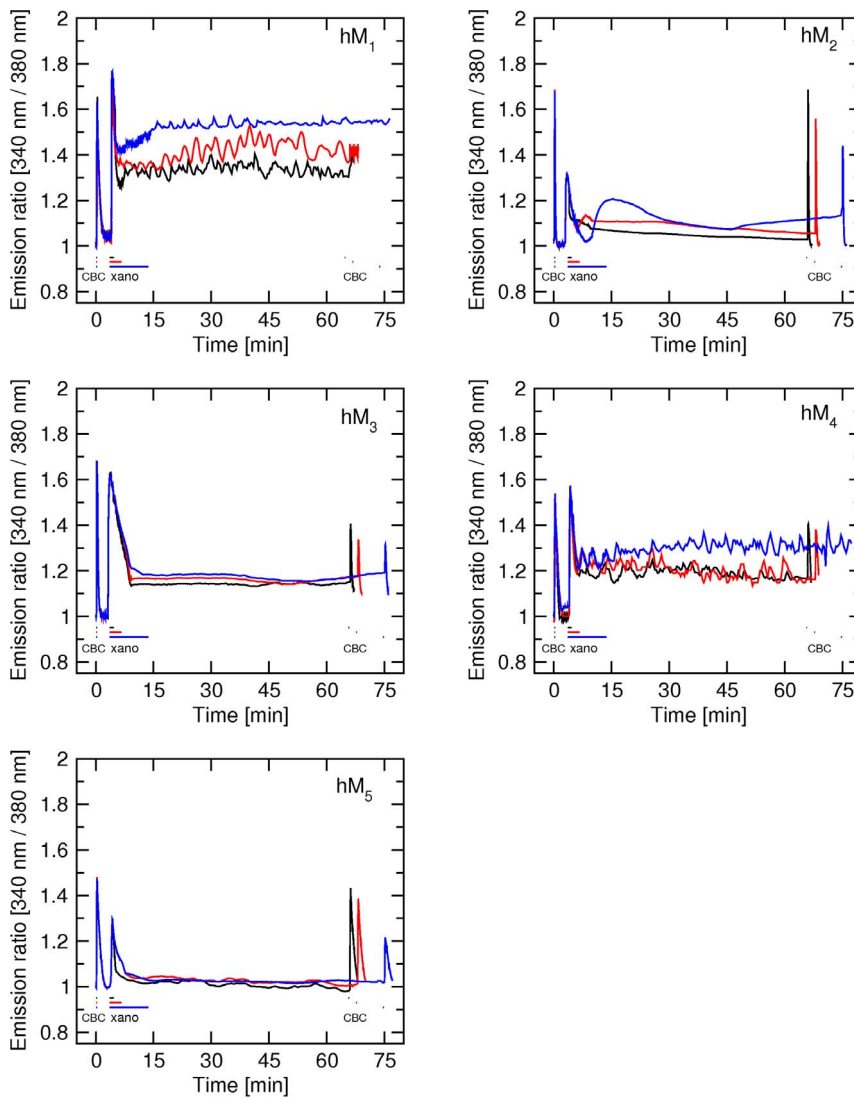 hM1
Emission ratio [340 nm / 380 nm]
2
1.8
1.6
1.4
1.2
1
0.8
CBC xano CBC
0 15 30 45 60 75
Time [min]
hM2
Emission ratio [340 nm / 380 nm]
2
1.8
1.6
1.4
1.2
1
0.8
CBC xano CBC
0 15 30 45 60 75
Time [min]
hM3
Emission ratio [340 nm / 380 nm]
2
1.8
1.6
1.4
1.2
1
0.8
CBC xano CBC
0 15 30 45 60 75
Time [min]
hM4
Emission ratio [340 nm / 380 nm]
2
1.8
1.6
1.4
1.2
1
0.8
CBC xano CBC
0 15 30 45 60 75
Time [min]
hM5
Emission ratio [340 nm / 380 nm]
2
1.8
1.6
1.4
1.2
1
0.8
CBC xano CBC
0 15 30 45 60 75
Time [min]